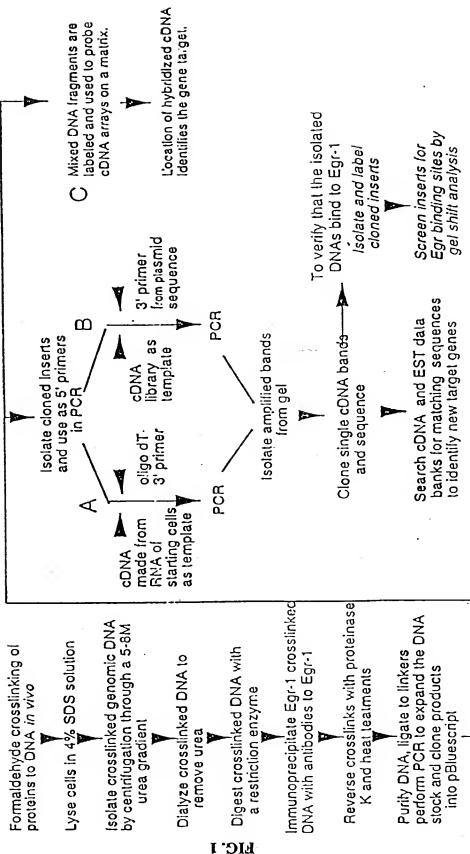 FIG. 1
Formaldehyde crosslinking of
proteins to DNA in vivo
Lyse cells in 4% SDS solution
Isolate crosslinked genomic DNA
by centrifugation through a 5-8M
urea gradient
Dialyze crosslinked DNA to
remove urea
Digest crosslinked DNA with
a restriction enzyme
Immunoprecipitate Egr-1 crosslinked
DNA with antibodies to Egr-1
Reverse crosslinks with proteinase
K and heat treatments
Purify DNA, ligate to linkers
perform PCR to expand the DNA
stock and clone products
into pBluescript
Isolate cloned inserts
and use as 5' primers
in PCR
A
cDNA
made from
RNA of
starting cells
as template
oligo dT-
3' primer
PCR
B
cDNA
library as
template
3' primer
from plasmid
sequence
PCR
Isolate amplified bands
from gel
Clone single cDNA bands
and sequence
Search cDNA and EST data
banks for matching sequences
to identify new target genes
To verify that the isolated
DNAs bind to Egr-1
Isolate and label
cloned inserts
Screen inserts for
Egr binding sites by
gel shift analysis
C
Mixed DNA fragments are
labeled and used to probe
cDNA arrays on a matrix.
Location of hybridized cDNA
identifies the gene target.